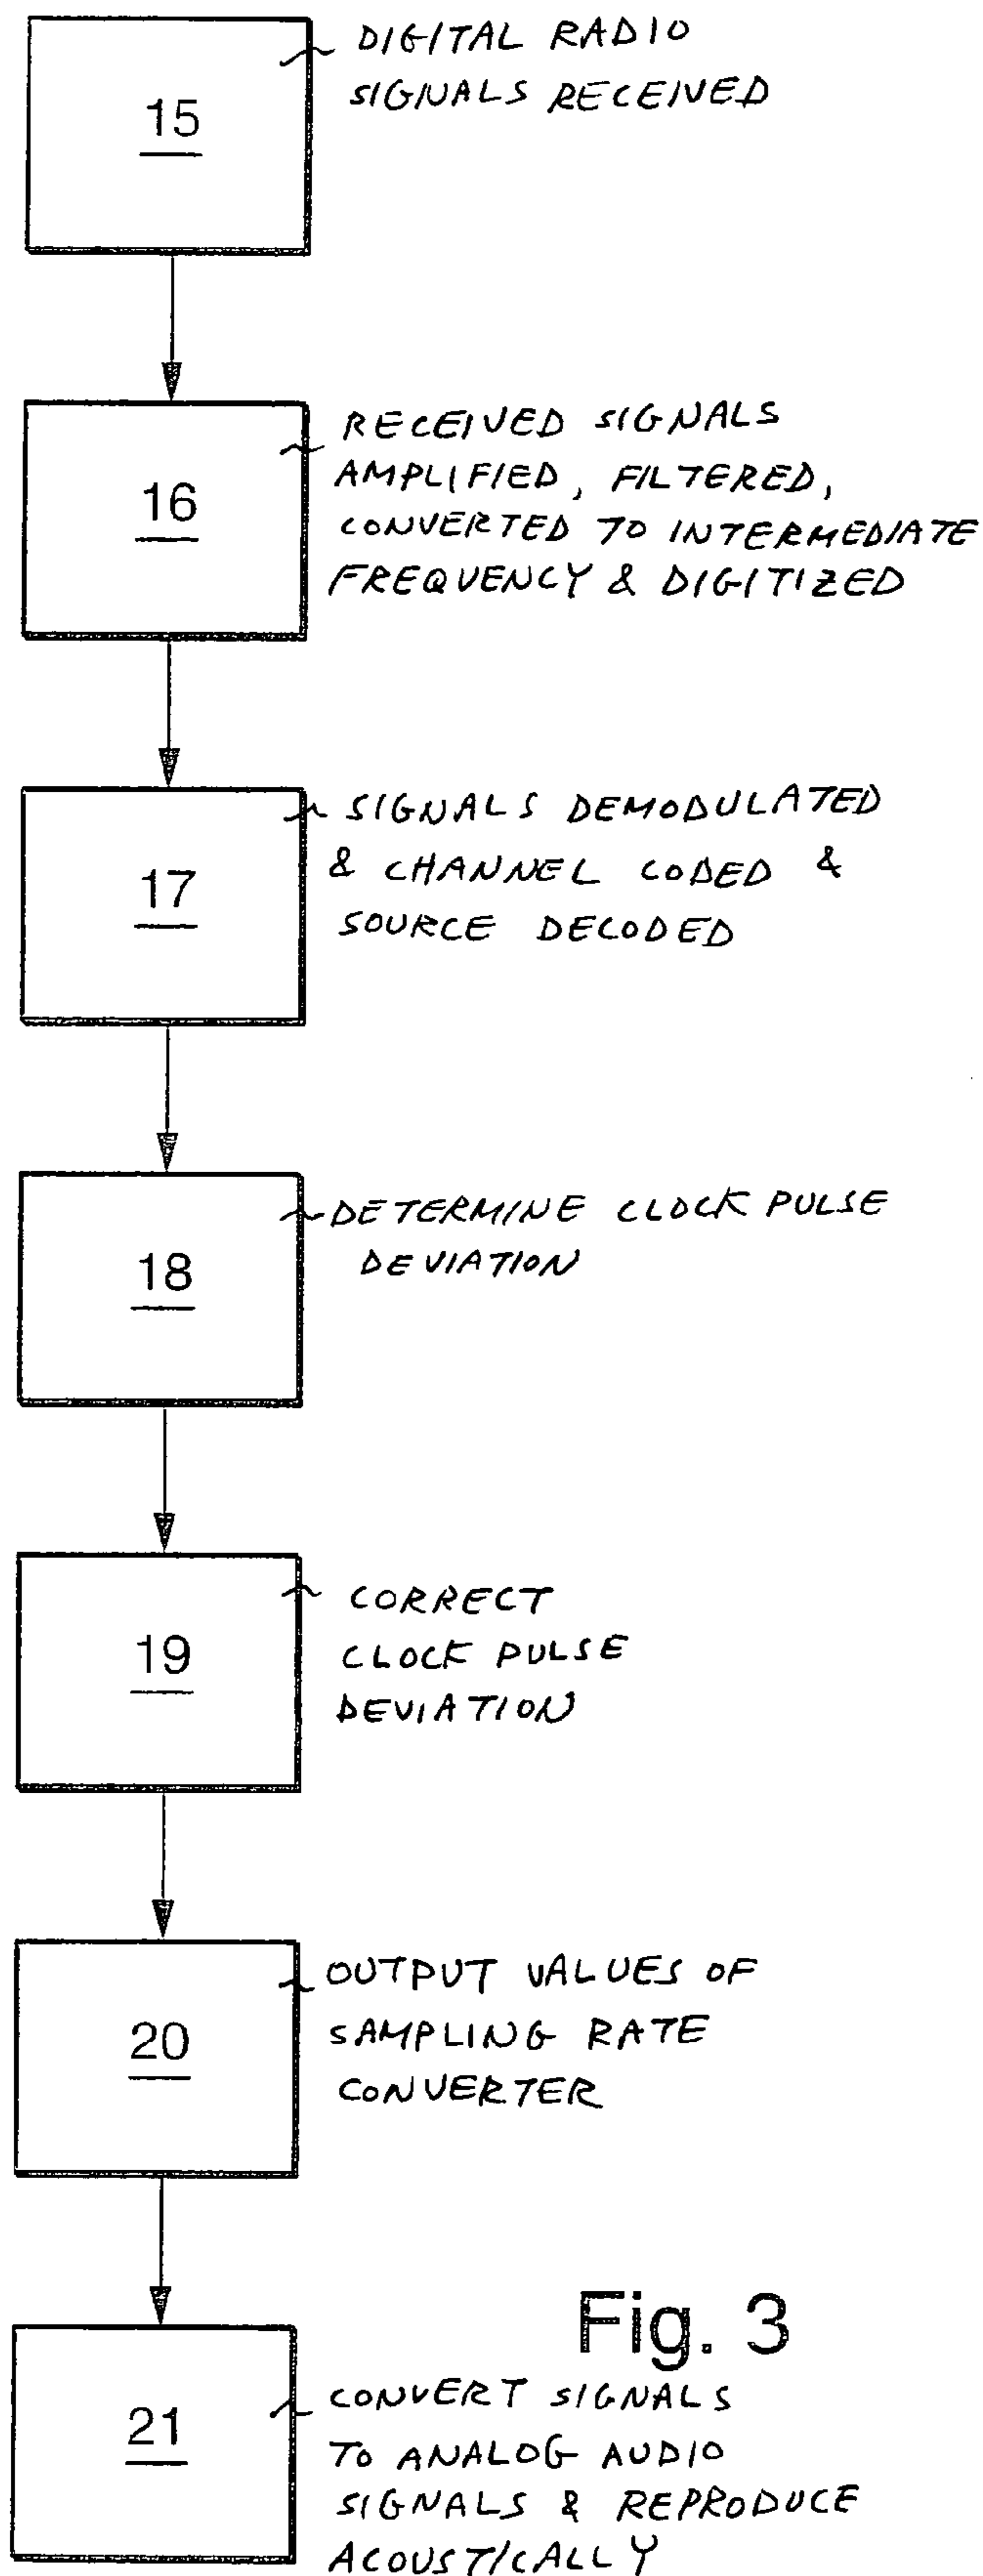 15
DIGITAL RADIO
SIGNALS RECEIVED
16
RECEIVED SIGNALS
AMPLIFIED, FILTERED,
CONVERTED TO INTERMEDIATE
FREQUENCY & DIGITIZED
17
SIGNALS DEMODULATED
& CHANNEL CODED &
SOURCE DECODED
18
DETERMINE CLOCK PULSE
DEVIATION
19
CORRECT
CLOCK PULSE
DEVIATION
20
OUTPUT VALUES OF
SAMPLING RATE
CONVERTER
Fig. 3
21
CONVERT SIGNALS
TO ANALOG AUDIO
SIGNALS & REPRODUCE
ACOUSTICALLY